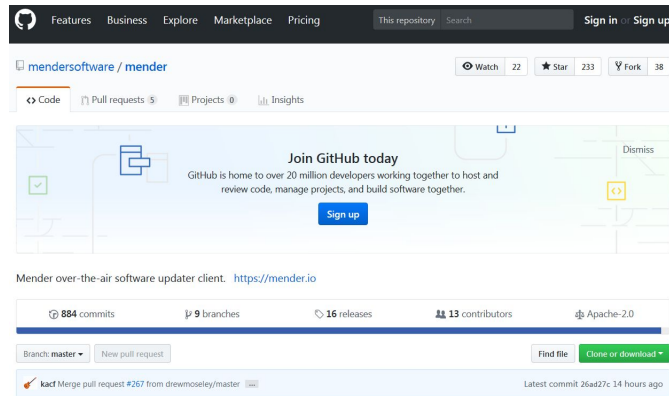 Features Business Explore Marketplace Pricing This repository Search Sign in or Sign up
mendersoftware / mender Watch 22 Star 233 Fork 38
Code Pull requests 5 Projects 0 Insights
Join GitHub today
Dismiss
GitHub is home to over 20 million developers working together to host and
review code, manage projects, and build software together.
Sign up
Mender over-the-air software updater client. https://mender.io
884 commits 9 branches 16 releases 13 contributors Apache-2.0
Branch: master New pull request Find file Clone or download
kacf Merge pull request #267 from drewmoseley/master ... Latest commit 26ad27c 14 hours ago